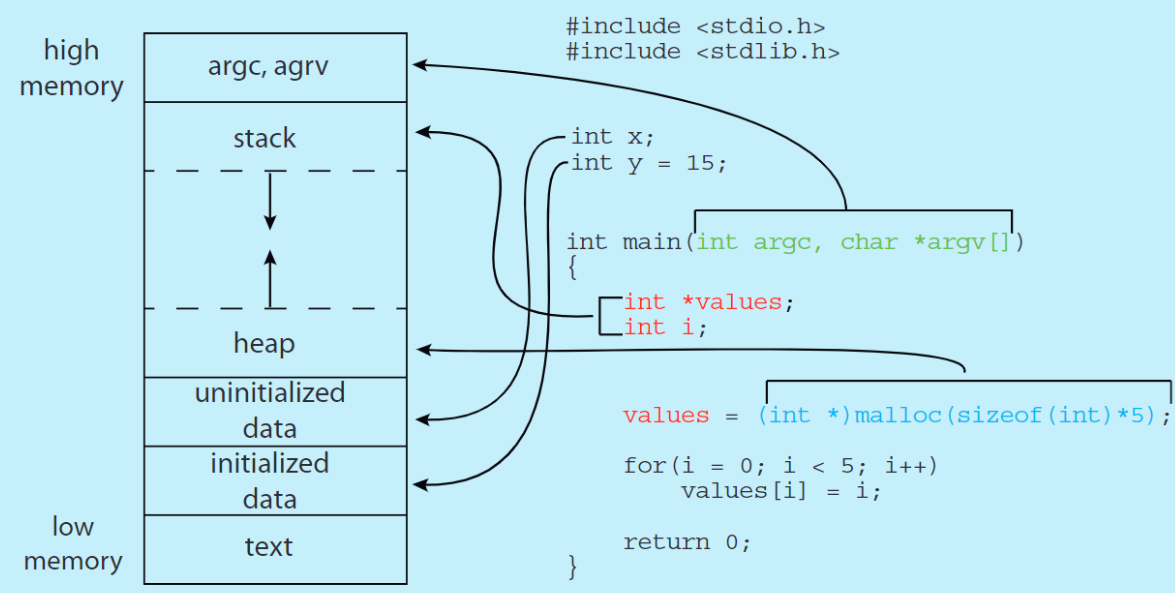 high
memory
argc, agrv
stack
heap
uninitialized
data
initialized
data
low
memory
text
#include <stdio.h>
#include <stdlib.h>
int x;
int y = 15;
int main(int argc, char *argv[])
{
int *values;
int i;
values = (int *)malloc(sizeof(int)*5);
for(i = 0; i < 5; i++)
values[i] = i;
return 0;
}